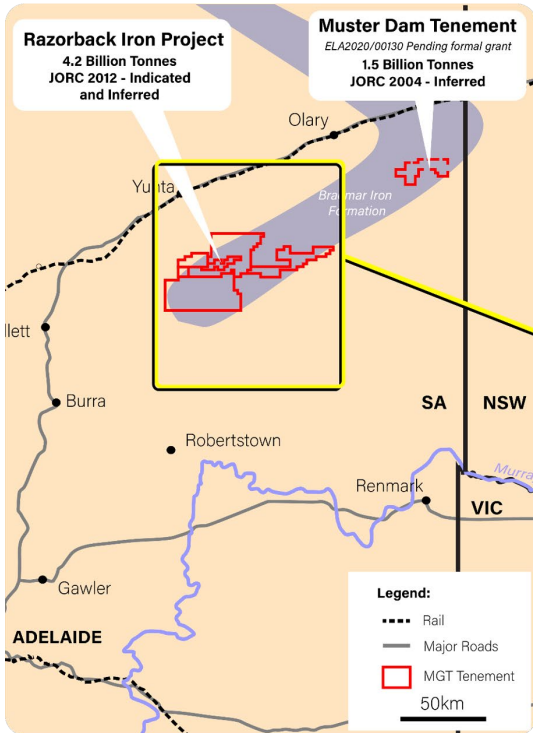 Razorback Iron Project
4.2 Billion Tonnes
JORC 2012 - Indicated
and Inferred
Muster Dam Tenement
ELA2020/00130 Pending formal grant
1.5 Billion Tonnes
JORC 2004 - Inferred
Olary
Yunta
Braemar Iron
Formation
llett
Burra
SA
NSW
Robertstown
Murra
Renmark
VIC
Gawler
ADELAIDE
Legend:
Rail
Major Roads
MGT Tenement
50km